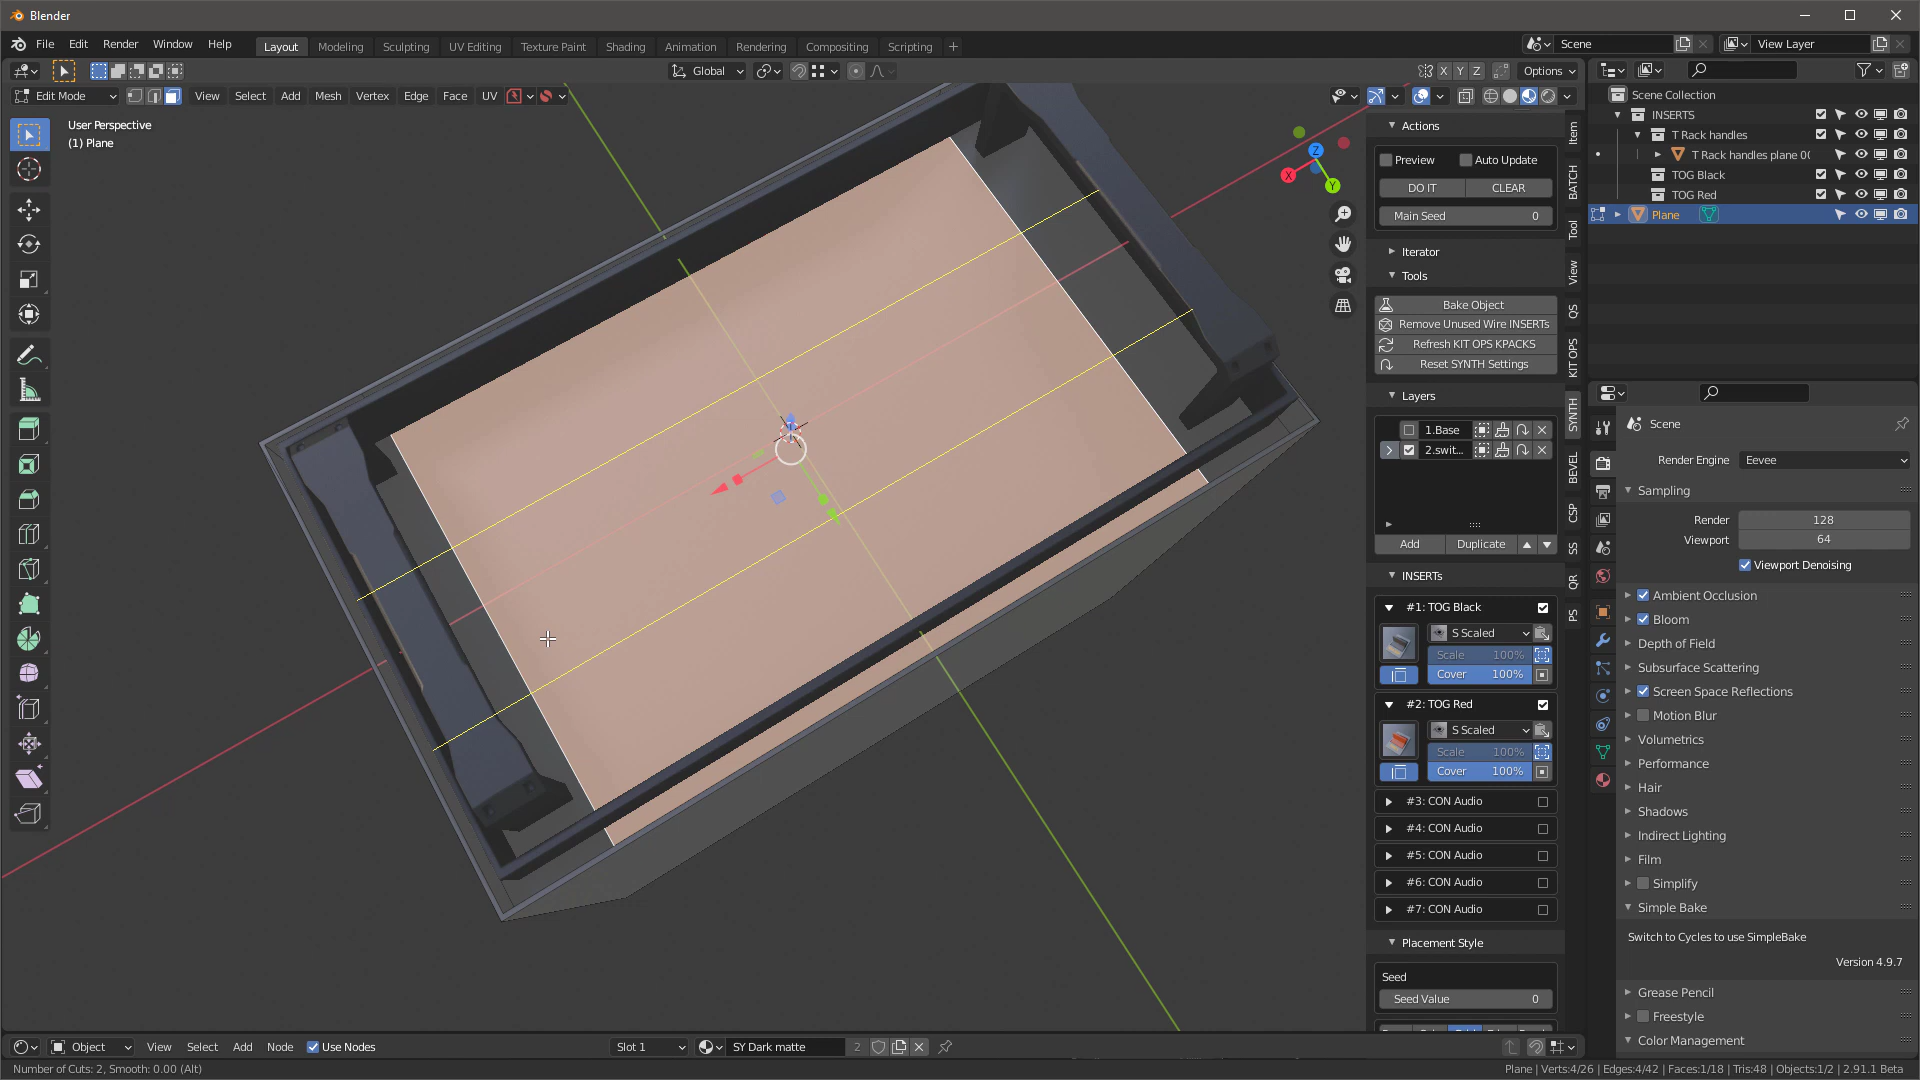 Blender
File Edit Render Window Help Layout Modeling Sculpting UV Editing Texture Paint Shading Animation Rendering Compositing Scripting + Scene View Layer
Global X Y Z Options
Edit Mode View Select Add Mesh Vertex Edge Face UV
User Perspective
(1) Plane
Z
X
Y
Actions
Preview Auto Update
DO IT CLEAR
Main Seed 0
Iterator
Tools
Bake Object
Remove Unused Wire INSERTs
Refresh KIT OPS KPACKS
Reset SYNTH Settings
Layers
1.Base
2.swit...
Add Duplicate
INSERTs
#1: TOG Black
S Scaled
Scale 100%
Cover 100%
#2: TOG Red
S Scaled
Scale 100%
Cover 100%
#3: CON Audio
#4: CON Audio
#5: CON Audio
#6: CON Audio
#7: CON Audio
Placement Style
Seed
Seed Value 0
Item
BATCH
Tool
View
QS
KIT OPS
SYNTH
BEVEL
CSP
SS
QR
PS
Scene Collection
INSERTS
T Rack handles
T Rack handles plane 00
TOG Black
TOG Red
Plane
Scene
Render Engine Eevee
Sampling
Render 128
Viewport 64
Viewport Denoising
Ambient Occlusion
Bloom
Depth of Field
Subsurface Scattering
Screen Space Reflections
Motion Blur
Volumetrics
Performance
Hair
Shadows
Indirect Lighting
Film
Simplify
Simple Bake
Switch to Cycles to use SimpleBake
Version 4.9.7
Grease Pencil
Freestyle
Color Management
Object View Select Add Node Use Nodes Slot 1 SY Dark matte 2
Number of Cuts: 2, Smooth: 0.00 (Alt)
Plane | Verts:4/26 | Edges:4/42 | Faces:1/18 | Tris:48 | Objects:1/2 | 2.91.1 Beta